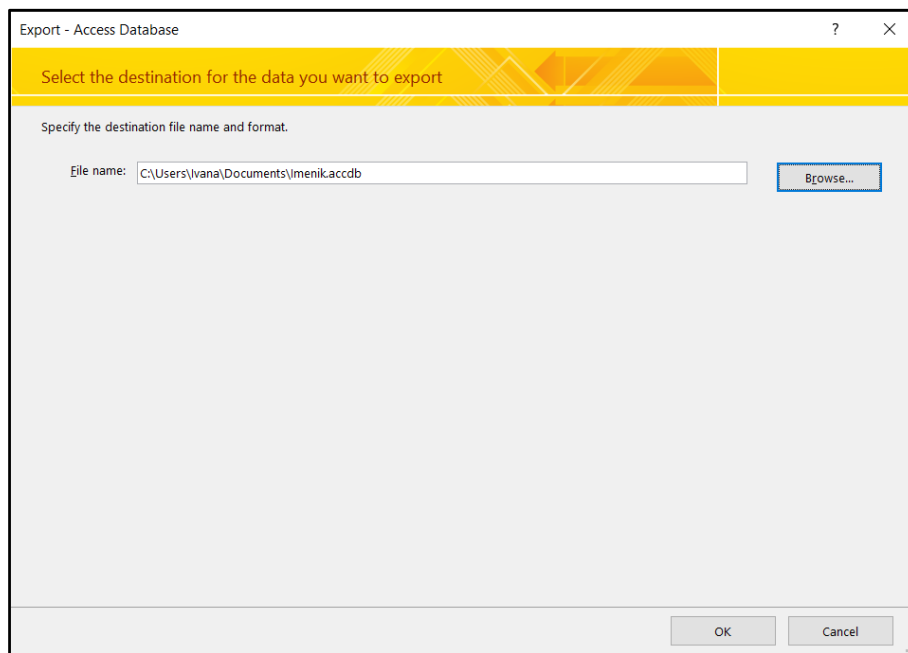 Export - Access Database ? ×
Select the destination for the data you want to export
Specify the destination file name and format.
File name: C:\Users\Ivana\Documents\Imenik.accdb Browse...
OK Cancel